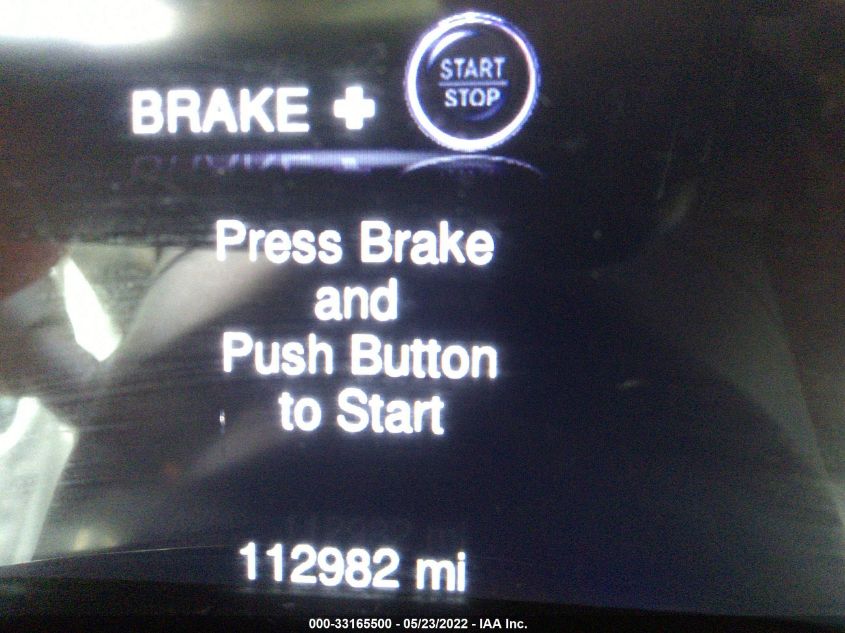 BRAKE + START
STOP
Press Brake
and
Push Button
to Start
112982 mi
000-33165500 - 05/23/2022 - IAA Inc.